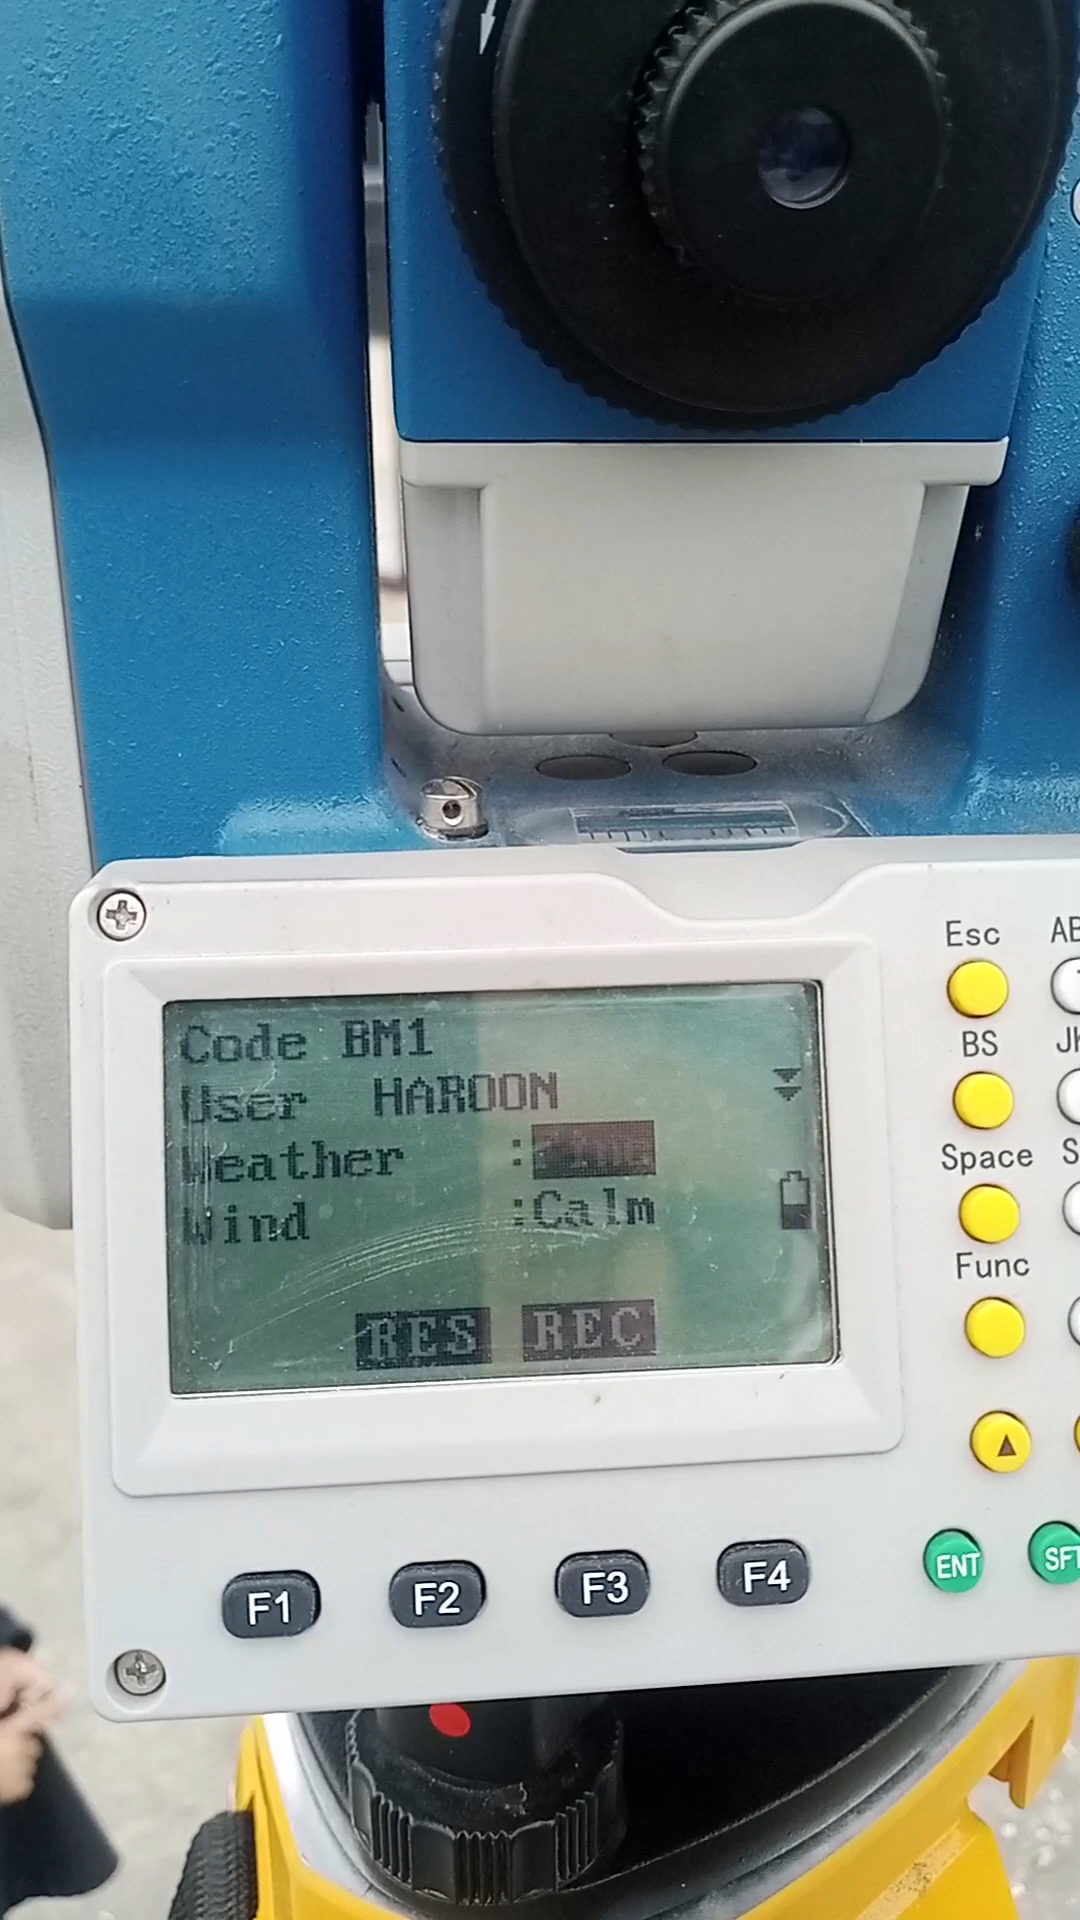 Code BM1
User HAROON
Weather :
Wind :Calm
RES REC
Esc
BS
Space
Func
F1 F2 F3 F4 ENT SFT